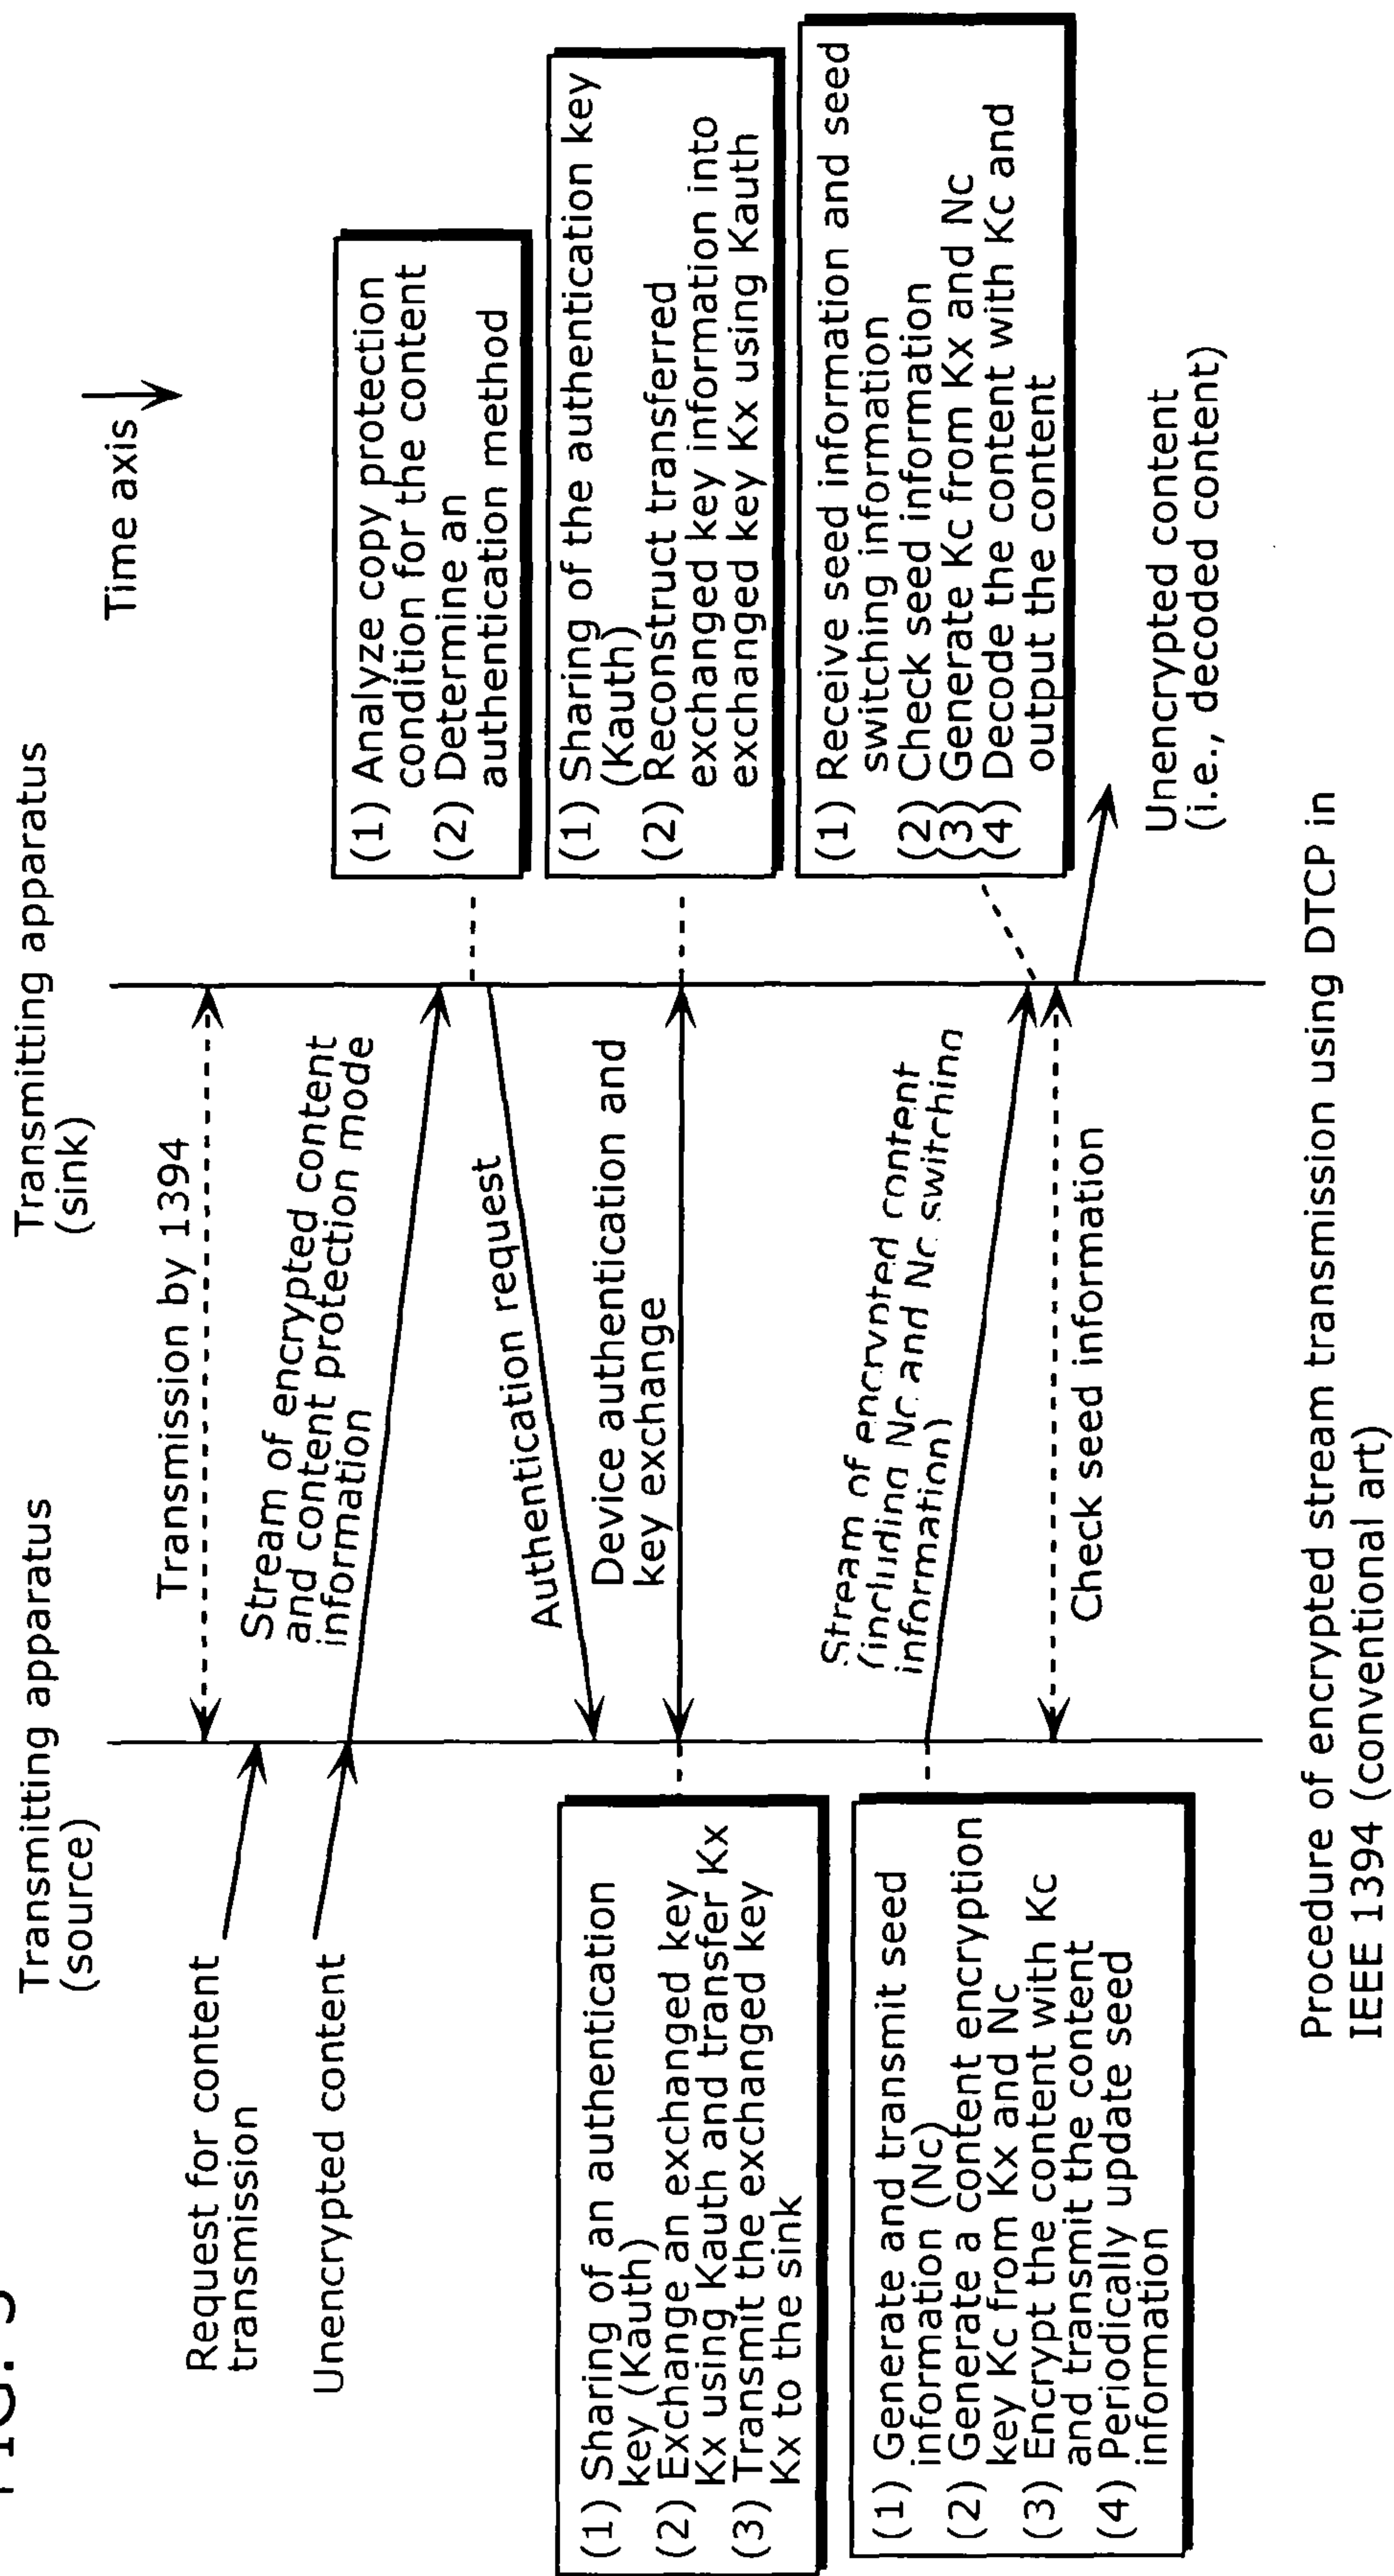 FIG. 3
Transmitting apparatus
(source)
Transmitting apparatus
(sink)
Time axis
Transmission by 1394
Request for content
transmission
Unencrypted content
Stream of encrypted content
and content protection mode
information
(1) Analyze copy protection
condition for the content
(2) Determine an
authentication method
Authentication request
Device authentication and
key exchange
(1) Sharing of an authentication
key (Kauth)
(2) Exchange an exchanged key
Kx using Kauth and transfer Kx
(3) Transmit the exchanged key
Kx to the sink
(1) Sharing of the authentication key
(Kauth)
(2) Reconstruct transferred
exchanged key information into
exchanged key Kx using Kauth
Stream of encrypted content
(including Nc and Nc switching
information)
(1) Generate and transmit seed
information (Nc)
(2) Generate a content encryption
key Kc from Kx and Nc
(3) Encrypt the content with Kc
and transmit the content
(4) Periodically update seed
information
(1) Receive seed information and seed
switching information
(2) Check seed information
(3) Generate Kc from Kx and Nc
(4) Decode the content with Kc and
output the content
Check seed information
Unencrypted content
(i.e., decoded content)
Procedure of encrypted stream transmission using DTCP in
IEEE 1394 (conventional art)